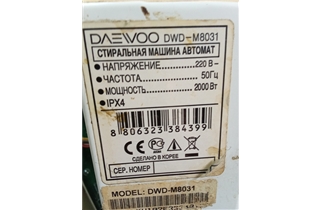 DAEWOO DWD-M8031
СТИРАЛЬНАЯ МАШИНА АВТОМАТ
•НАПРЯЖЕНИЕ 220 В~
•ЧАСТОТА 50Гц
•МОЩНОСТЬ 2000 Вт
•IPX4
8 806323 384399
СДЕЛАНО В КОРЕЕ
СЕР. НОМЕР
MODEL: DWD-M8031